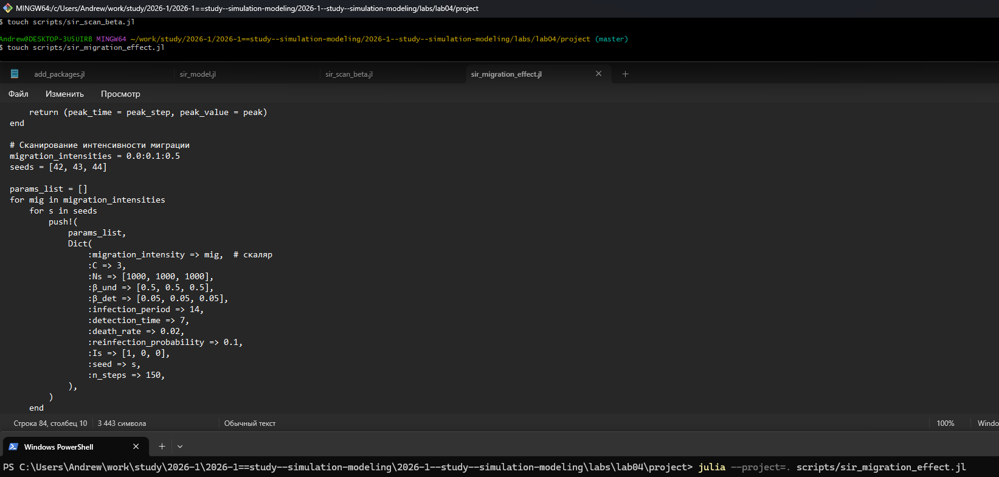 MINGW64:/c/Users/Andrew/work/study/2026-1/2026-1==study--simulation-modeling/2026-1--study--simulation-modeling/labs/lab04/project
$ touch scripts/sir_scan_beta.jl
Andrew@DESKTOP-3U5UIRB MINGW64 ~/work/study/2026-1/2026-1==study--simulation-modeling/2026-1--study--simulation-modeling/labs/lab04/project (master)
$ touch scripts/sir_migration_effect.jl
add_packages.jl sir_model.jl sir_scan_beta.jl sir_migration_effect.jl
Файл Изменить Просмотр
    return (peak_time = peak_step, peak_value = peak)
end
# Сканирование интенсивности миграции
migration_intensities = 0.0:0.1:0.5
seeds = [42, 43, 44]
params_list = []
for mig in migration_intensities
    for s in seeds
        push!(
            params_list,
            Dict(
                :migration_intensity => mig,  # скаляр
                :C => 3,
                :Ns => [1000, 1000, 1000],
                :β_und => [0.5, 0.5, 0.5],
                :β_det => [0.05, 0.05, 0.05],
                :infection_period => 14,
                :detection_time => 7,
                :death_rate => 0.02,
                :reinfection_probability => 0.1,
                :Is => [1, 0, 0],
                :seed => s,
                :n_steps => 150,
            ),
        )
    end
Строка 84, столбец 10 3 443 символа Обычный текст 100% Windo
Windows PowerShell
PS C:\Users\Andrew\work\study\2026-1\2026-1==study--simulation-modeling\2026-1--study--simulation-modeling\labs\lab04\project> julia --project=. scripts/sir_migration_effect.jl